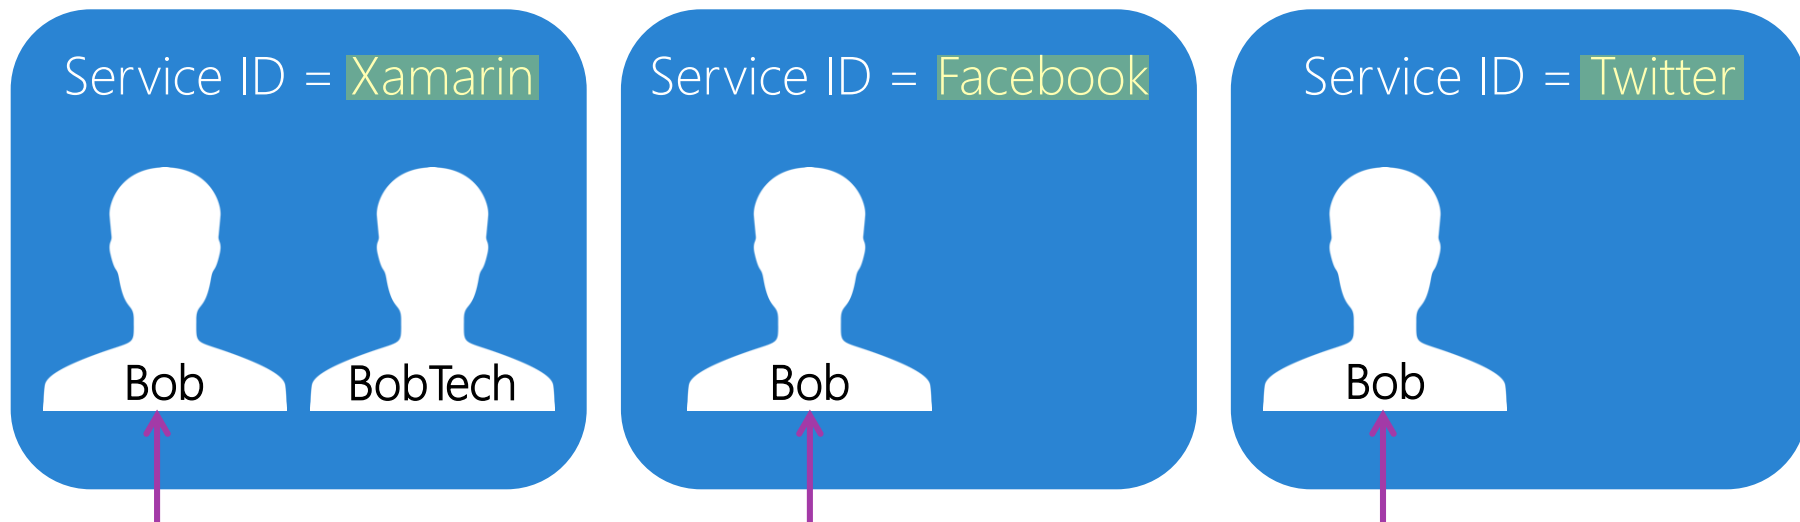 Service ID = Xamarin
Bob
BobTech
Service ID = Facebook
Bob
Service ID = Twitter
Bob